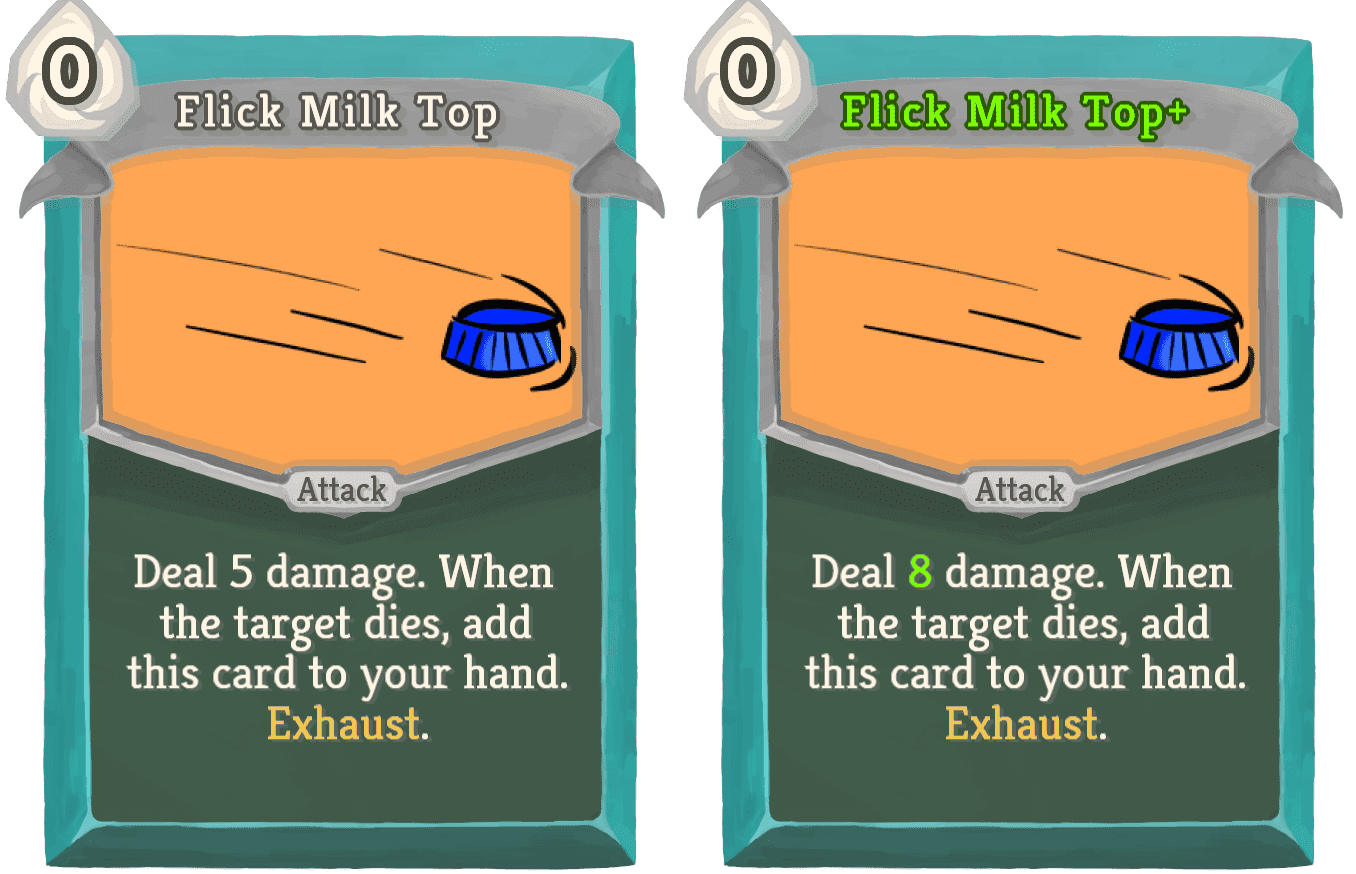 0
Flick Milk Top
Attack
Deal 5 damage. When
the target dies, add
this card to your hand.
Exhaust.
0
Flick Milk Top+
Attack
Deal 8 damage. When
the target dies, add
this card to your hand.
Exhaust.